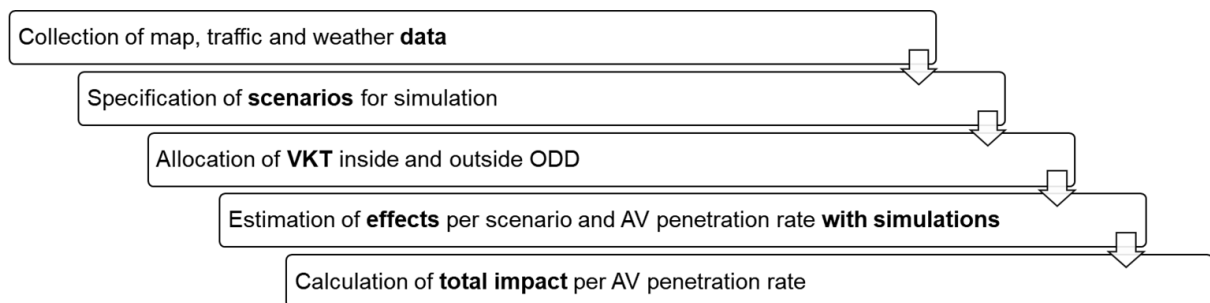 Collection of map, traffic and weather data
Specification of scenarios for simulation
Allocation of VKT inside and outside ODD
Estimation of effects per scenario and AV penetration rate with simulations
Calculation of total impact per AV penetration rate